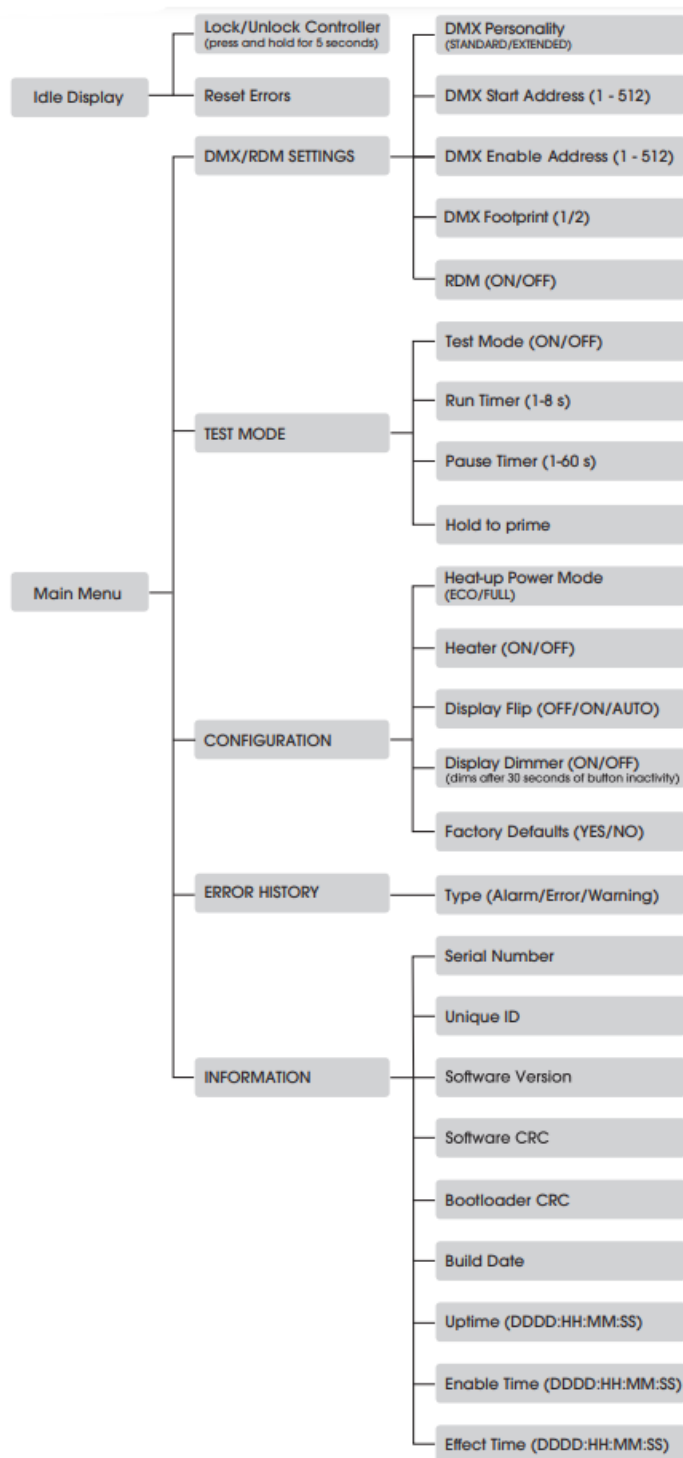 Idle Display
Lock/Unlock Controller
(press and hold for 5 seconds)
Reset Errors
Main Menu
DMX/RDM SETTINGS
DMX Personality
(STANDARD/EXTENDED)
DMX Start Address (1 - 512)
DMX Enable Address (1 - 512)
DMX Footprint (1/2)
RDM (ON/OFF)
TEST MODE
Test Mode (ON/OFF)
Run Timer (1-8 s)
Pause Timer (1-60 s)
Hold to prime
CONFIGURATION
Heat-up Power Mode
(ECO/FULL)
Heater (ON/OFF)
Display Flip (OFF/ON/AUTO)
Display Dimmer (ON/OFF)
(dims after 30 seconds of button inactivity)
Factory Defaults (YES/NO)
ERROR HISTORY
Type (Alarm/Error/Warning)
INFORMATION
Serial Number
Unique ID
Software Version
Software CRC
Bootloader CRC
Build Date
Uptime (DDDD:HH:MM:SS)
Enable Time (DDDD:HH:MM:SS)
Effect Time (DDDD:HH:MM:SS)